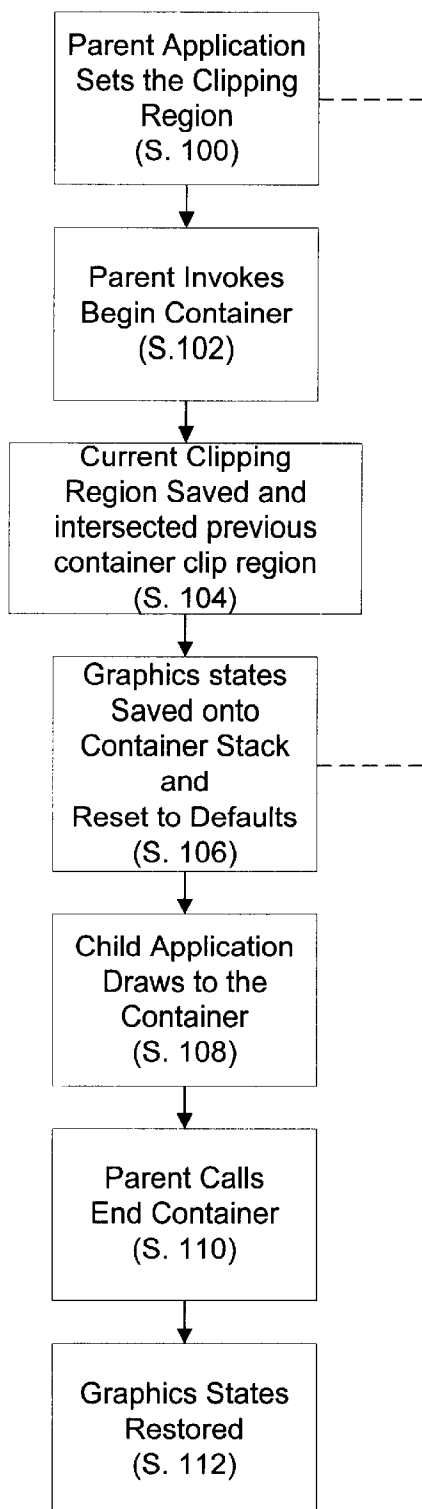 Parent Application
Sets the Clipping
Region
(S. 100)
Parent Invokes
Begin Container
(S.102)
Current Clipping
Region Saved and
intersected previous
container clip region
(S. 104)
Graphics states
Saved onto
Container Stack
and
Reset to Defaults
(S. 106)
Child Application
Draws to the
Container
(S. 108)
Parent Calls
End Container
(S. 110)
Graphics States
Restored
(S. 112)